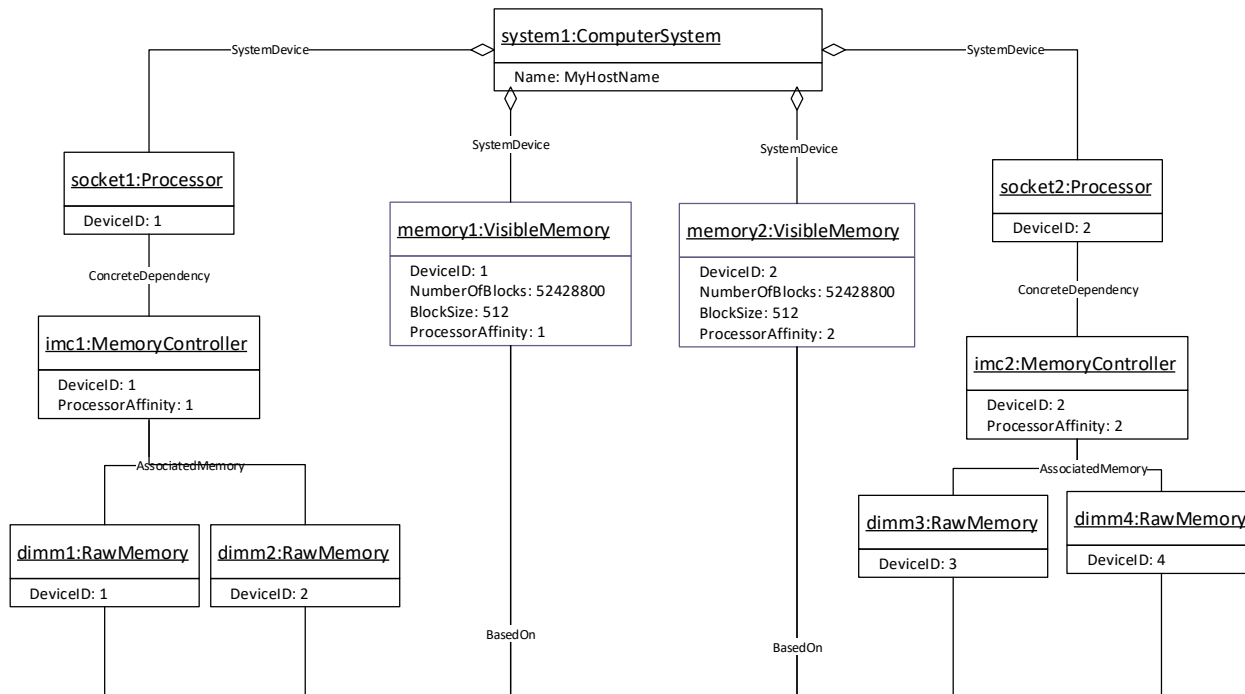 system1:ComputerSystem
Name: MyHostName
SystemDevice
SystemDevice
SystemDevice
SystemDevice
socket1:Processor
DeviceID: 1
socket2:Processor
DeviceID: 2
memory1:VisibleMemory
DeviceID: 1
NumberOfBlocks: 52428800
BlockSize: 512
ProcessorAffinity: 1
memory2:VisibleMemory
DeviceID: 2
NumberOfBlocks: 52428800
BlockSize: 512
ProcessorAffinity: 2
ConcreteDependency
ConcreteDependency
imc1:MemoryController
DeviceID: 1
ProcessorAffinity: 1
imc2:MemoryController
DeviceID: 2
ProcessorAffinity: 2
AssociatedMemory
AssociatedMemory
dimm1:RawMemory
DeviceID: 1
dimm2:RawMemory
DeviceID: 2
dimm3:RawMemory
DeviceID: 3
dimm4:RawMemory
DeviceID: 4
BasedOn
BasedOn